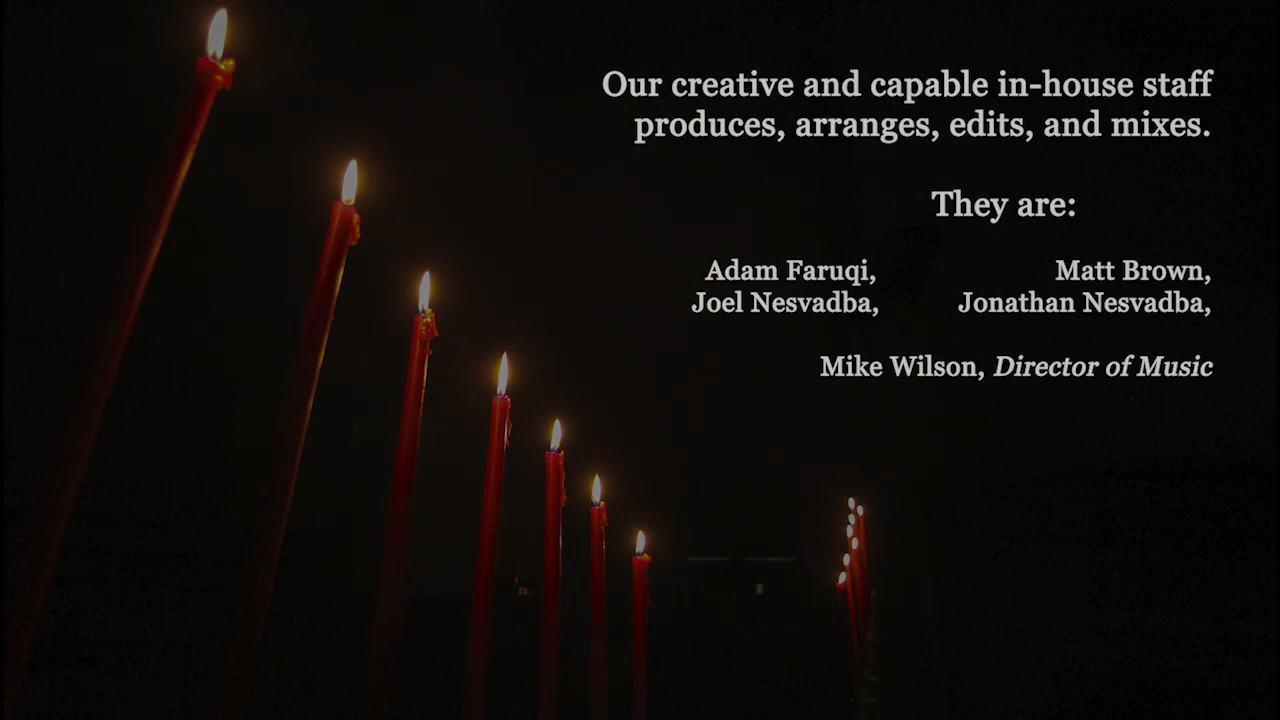 Our creative and capable in-house staff
produces, arranges, edits, and mixes.
They are:
Adam Faruqi, Matt Brown,
Joel Nesvadba, Jonathan Nesvadba,
Mike Wilson, Director of Music